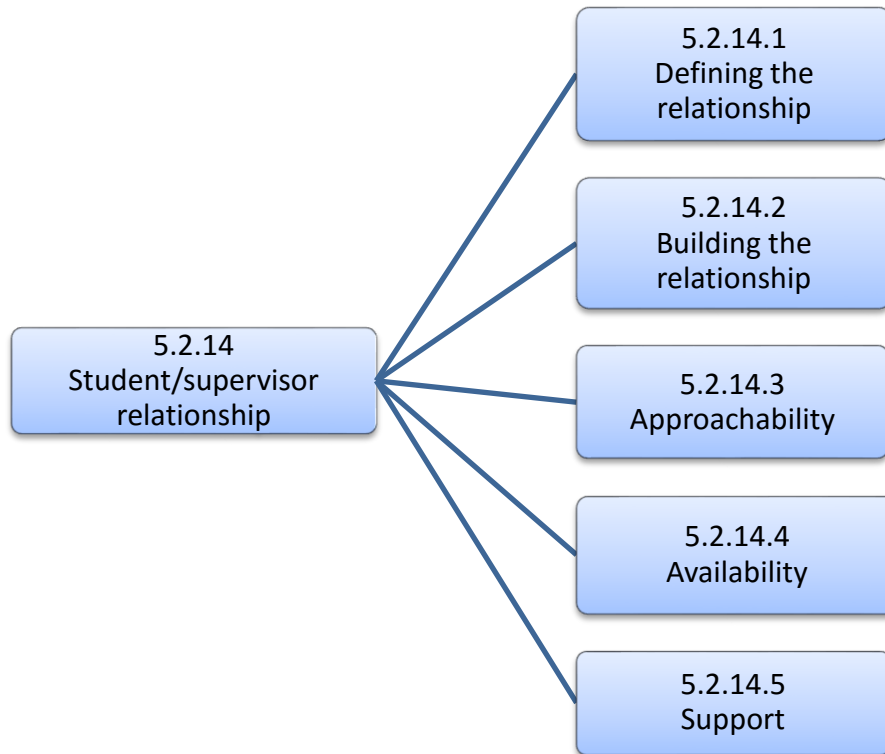 5.2.14.1
Defining the
relationship
5.2.14.2
Building the
relationship
5.2.14
Student/supervisor
relationship
5.2.14.3
Approachability
5.2.14.4
Availability
5.2.14.5
Support